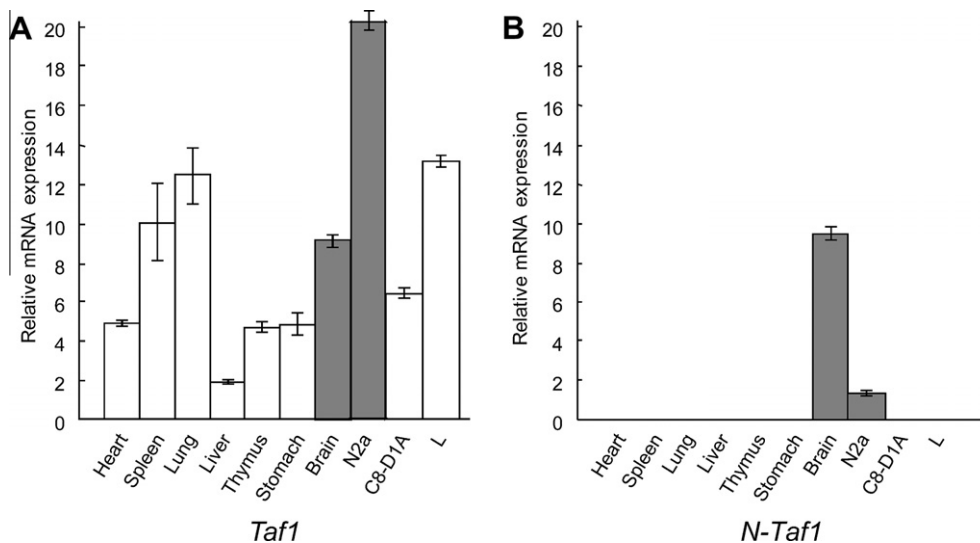 A
Relative mRNA expression
20
18
16
14
12
10
8
6
4
2
0
Heart
Spleen
Lung
Liver
Thymus
Stomach
Brain
N2a
C8-D1A
L
Taf1
B
Relative mRNA expression
20
18
16
14
12
10
8
6
4
2
0
Heart
Spleen
Lung
Liver
Thymus
Stomach
Brain
N2a
C8-D1A
L
N-Taf1